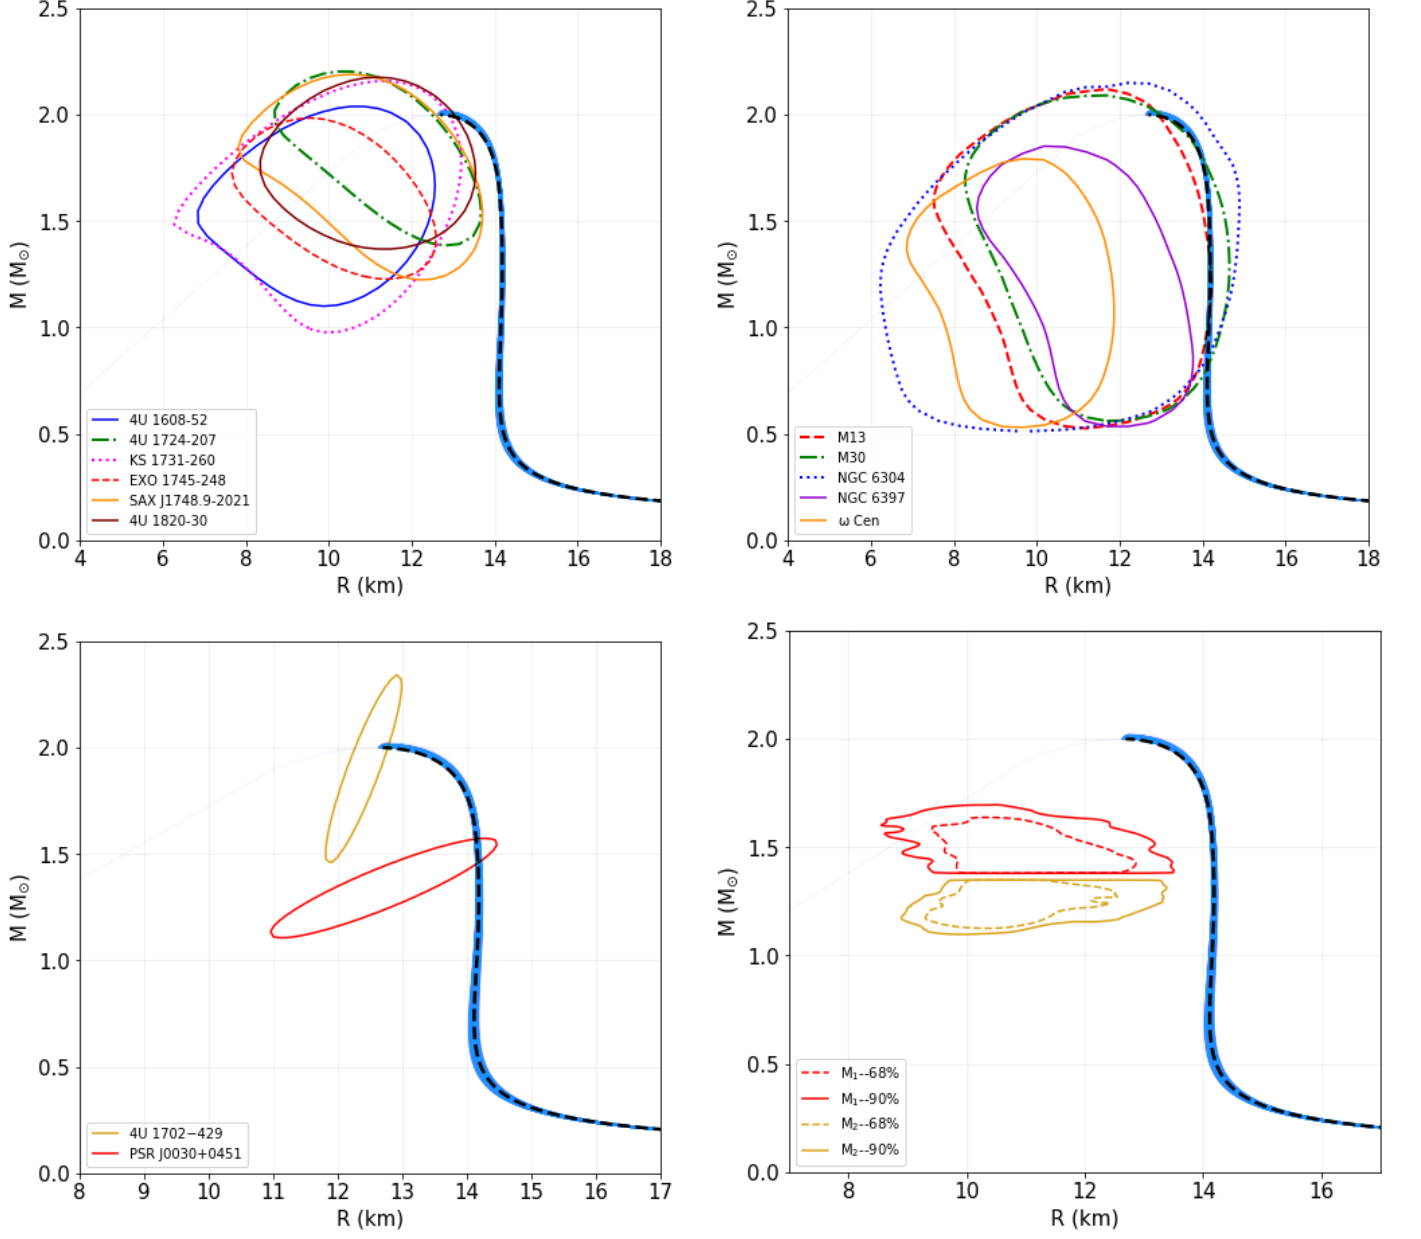 2.5
2.0
1.5
1.0
0.5
0.0
M (M⊙)
4U 1608-52
4U 1724-207
KS 1731-260
EXO 1745-248
SAX J1748.9-2021
4U 1820-30
4 6 8 10 12 14 16 18
R (km)
2.5
2.0
1.5
1.0
0.5
0.0
M (M⊙)
M13
M30
NGC 6304
NGC 6397
ω Cen
4 6 8 10 12 14 16 18
R (km)
2.5
2.0
1.5
1.0
0.5
0.0
M (M⊙)
4U 1702−429
PSR J0030+0451
8 9 10 11 12 13 14 15 16 17
R (km)
2.5
2.0
1.5
1.0
0.5
0.0
M (M⊙)
M₁--68%
M₁--90%
M₂--68%
M₂--90%
8 10 12 14 16
R (km)